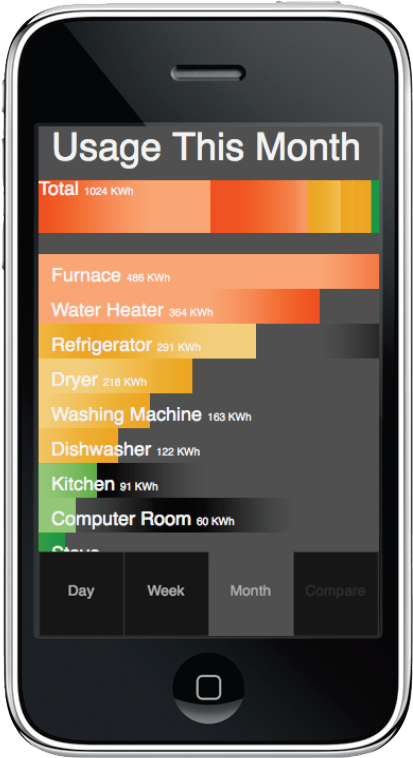 Usage This Month
Total 1024 KWh
Furnace 486 KWh
Water Heater 364 KWh
Refrigerator 291 KWh
Dryer 218 KWh
Washing Machine 163 KWh
Dishwasher 122 KWh
Kitchen 91 KWh
Computer Room 60 KWh
Day Week Month Compare